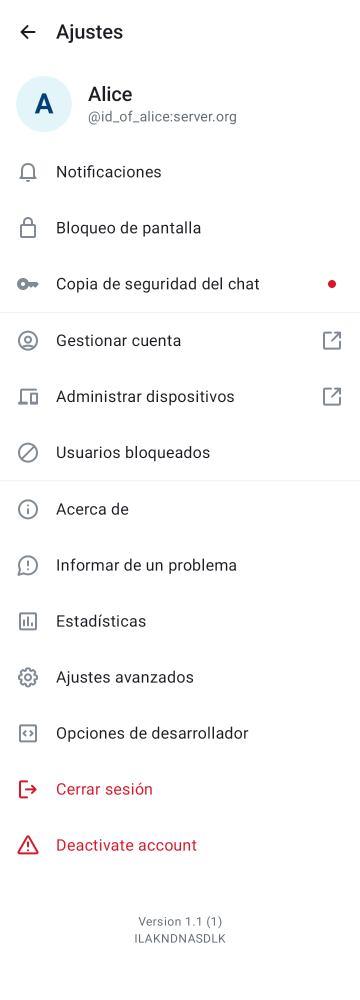 Ajustes
A
Alice
@id_of_alice:server.org
Notificaciones
Bloqueo de pantalla
Copia de seguridad del chat
Gestionar cuenta
Administrar dispositivos
Usuarios bloqueados
Acerca de
Informar de un problema
Estadísticas
Ajustes avanzados
Opciones de desarrollador
Cerrar sesión
Deactivate account
Version 1.1 (1)
ILAKNDNASDLK